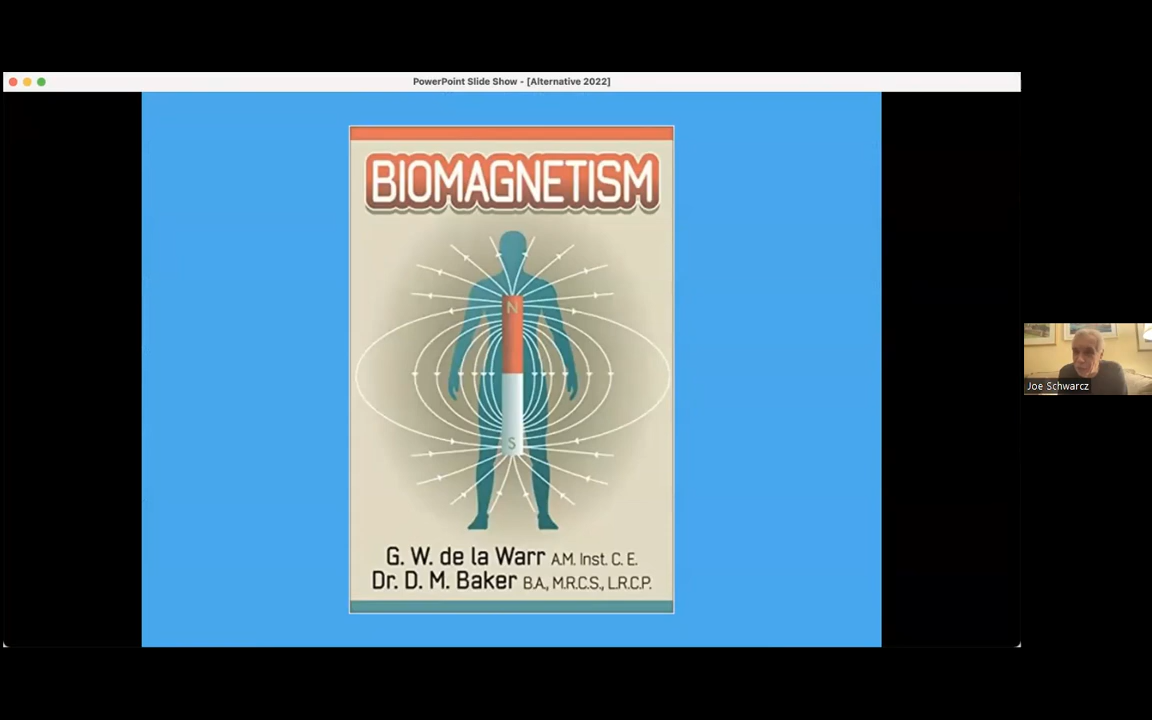 PowerPoint Slide Show - [Alternative 2022]
BIOMAGNETISM
N
S
G. W. de la Warr A.M. Inst. C. E.
Dr. D. M. Baker B.A., M.R.C.S., L.R.C.P.
Joe Schwarcz